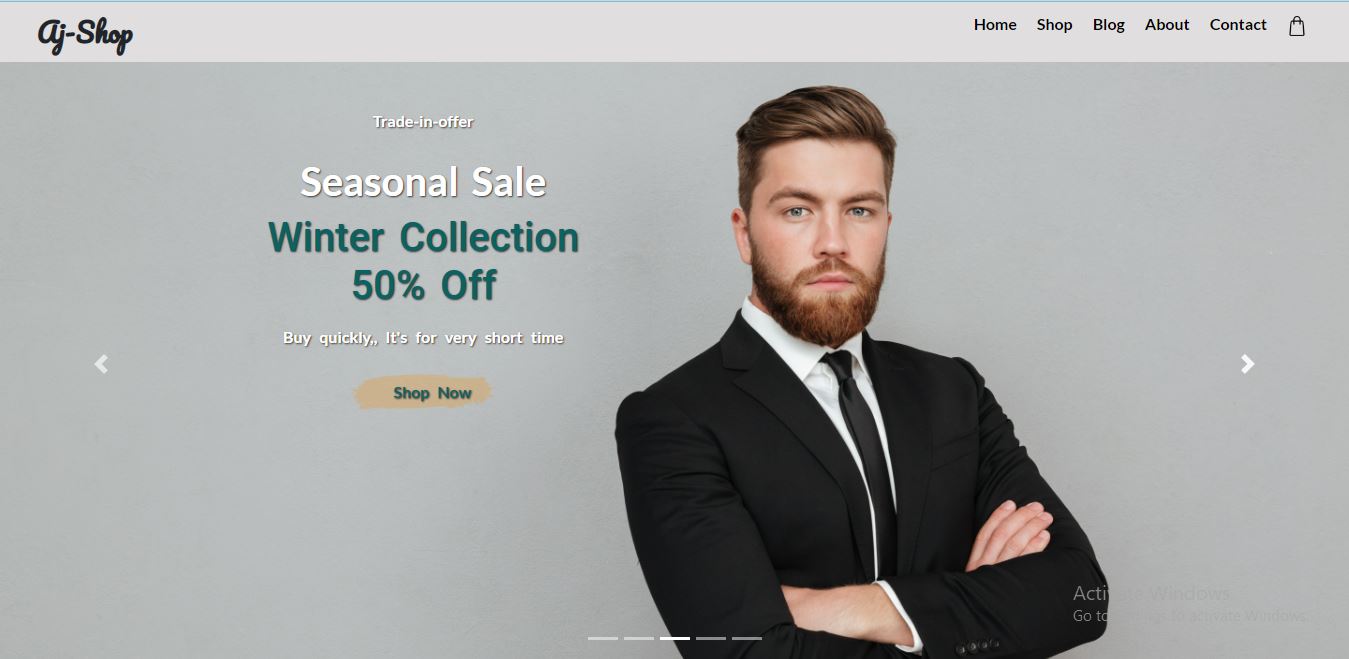 Aj-Shop
Home Shop Blog About Contact
Trade-in-offer
Seasonal Sale
Winter Collection
50% Off
Buy quickly,, It's for very short time
Shop Now
Activate Windows
Go to Settings to activate Windows.